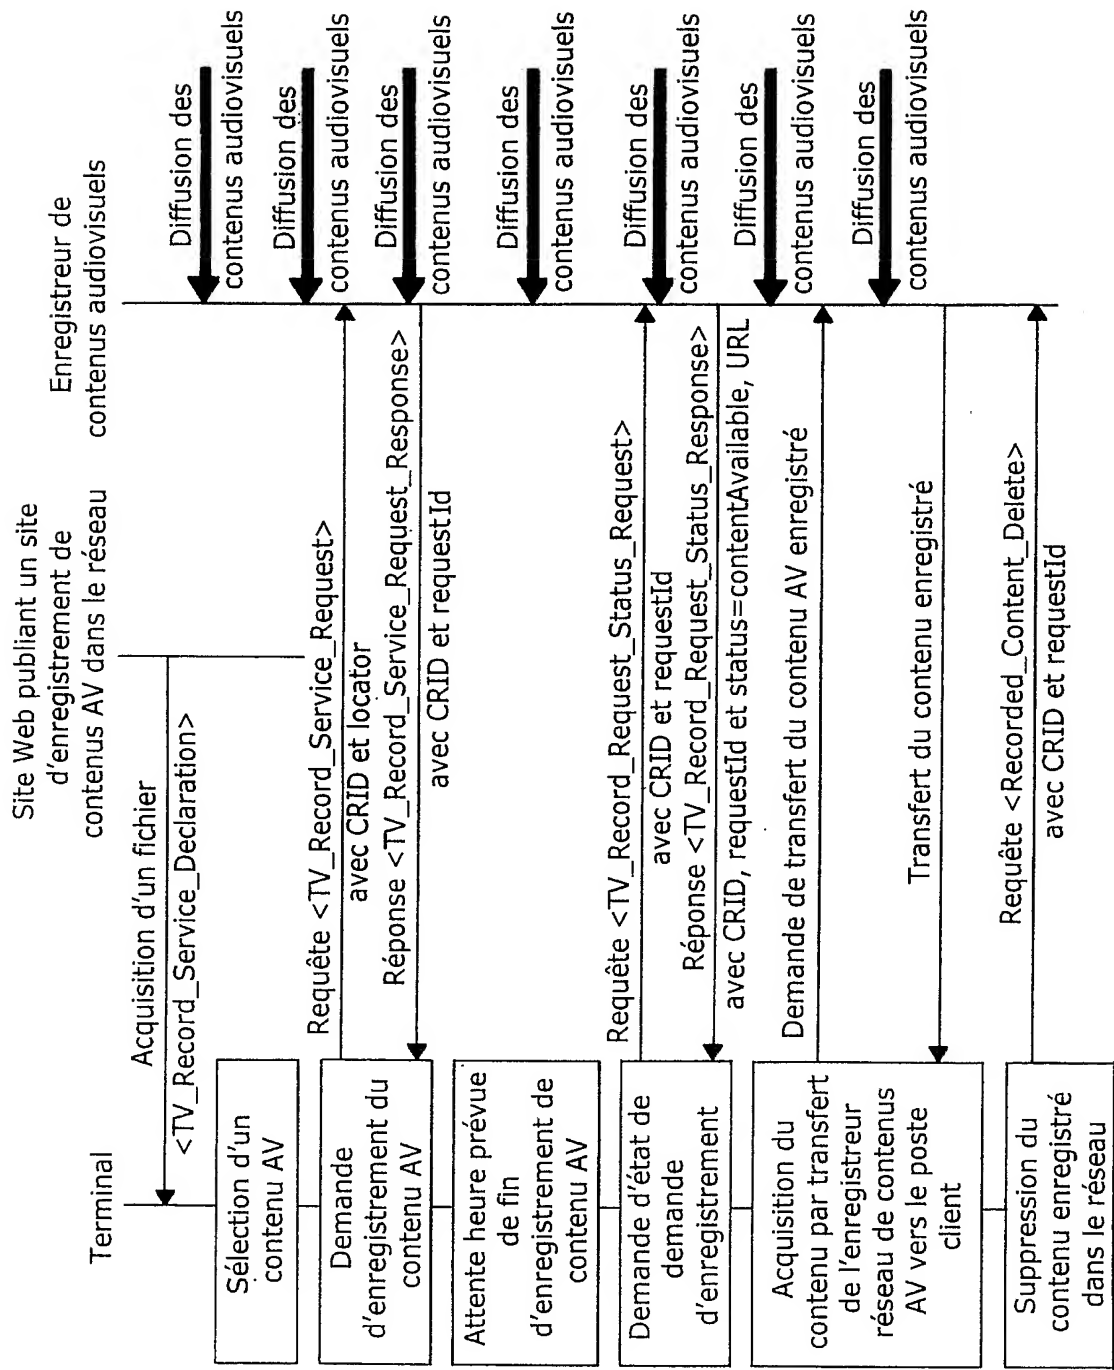 Terminal
Site Web publiant un site
d'enregistrement de
contenus AV dans le réseau
Enregistreur de
contenus audiovisuels
Acquisition d'un fichier
<TV_Record_Service_Declaration>
Diffusion des
contenus audiovisuels
Sélection d'un
contenu AV
Diffusion des
contenus audiovisuels
Demande
d'enregistrement du
contenu AV
Requête <TV_Record_Service_Request>
avec CRID et locator
Diffusion des
contenus audiovisuels
Réponse <TV_Record_Service_Request_Response>
avec CRID et requestId
Attente heure prévue
de fin
d'enregistrement de
contenu AV
Diffusion des
contenus audiovisuels
Demande d'état de
demande
d'enregistrement
Requête <TV_Record_Request_Status_Request>
avec CRID et requestId
Diffusion des
contenus audiovisuels
Réponse <TV_Record_Request_Status_Response>
avec CRID, requestId et status=contentAvailable, URL
Acquisition du
contenu par transfert
de l'enregistreur
réseau de contenus
AV vers le poste
client
Demande de transfert du contenu AV enregistré
Diffusion des
contenus audiovisuels
Diffusion des
contenus audiovisuels
Transfert du contenu enregistré
Suppression du
contenu enregistré
dans le réseau
Requête <Recorded_Content_Delete>
avec CRID et requestId